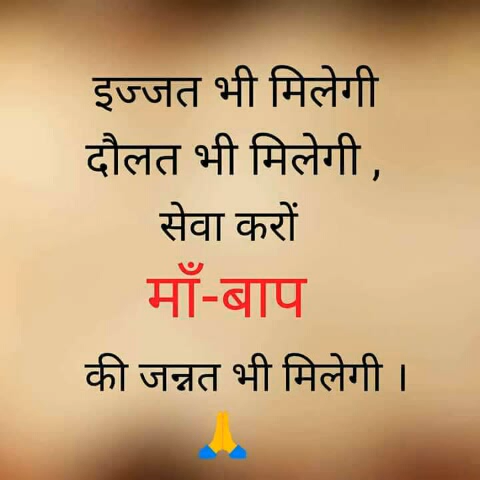 इज्जत भी मिलेगी
दौलत भी मिलेगी ,
सेवा करों
माँ-बाप
की जन्नत भी मिलेगी ।